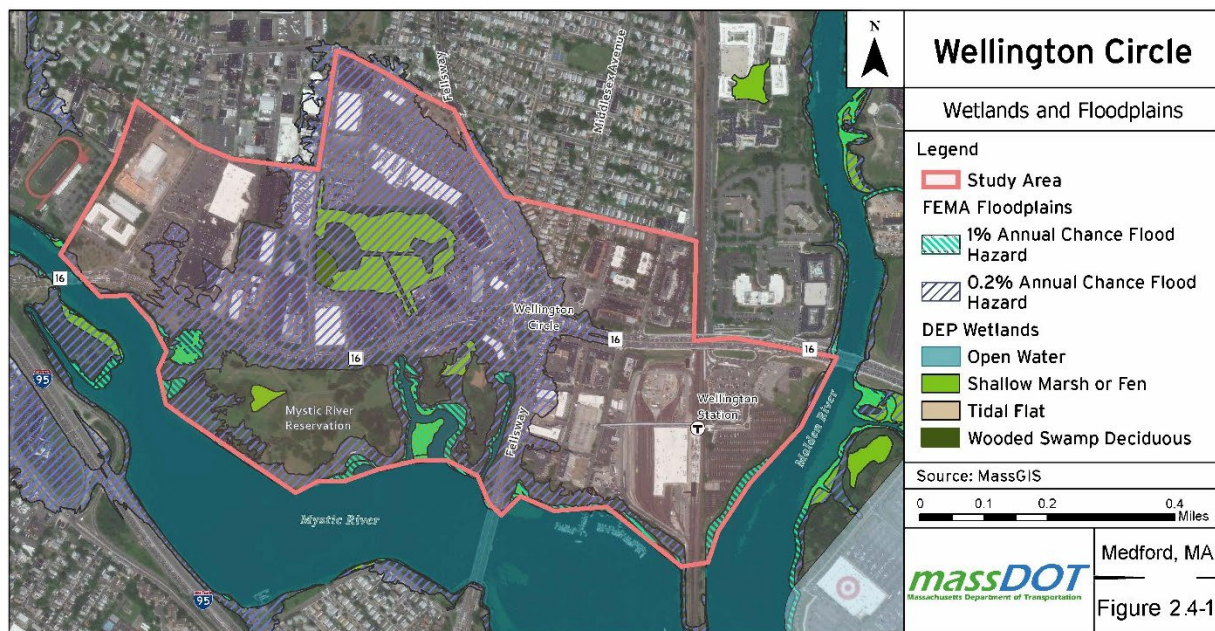 Fellsway
Middlesex Avenue
N
16
Wellington
Circle
16
16
16
95
Mystic River
Reservation
Fellsway
Wellington
Station
T
Malden River
Mystic River
95
Wellington Circle
Wetlands and Floodplains
Legend
Study Area
FEMA Floodplains
1% Annual Chance Flood
Hazard
0.2% Annual Chance Flood
Hazard
DEP Wetlands
Open Water
Shallow Marsh or Fen
Tidal Flat
Wooded Swamp Deciduous
Source: MassGIS
0 0.1 0.2 0.4
Miles
massDOT
Massachusetts Department of Transportation
Medford, MA
Figure 2.4-1